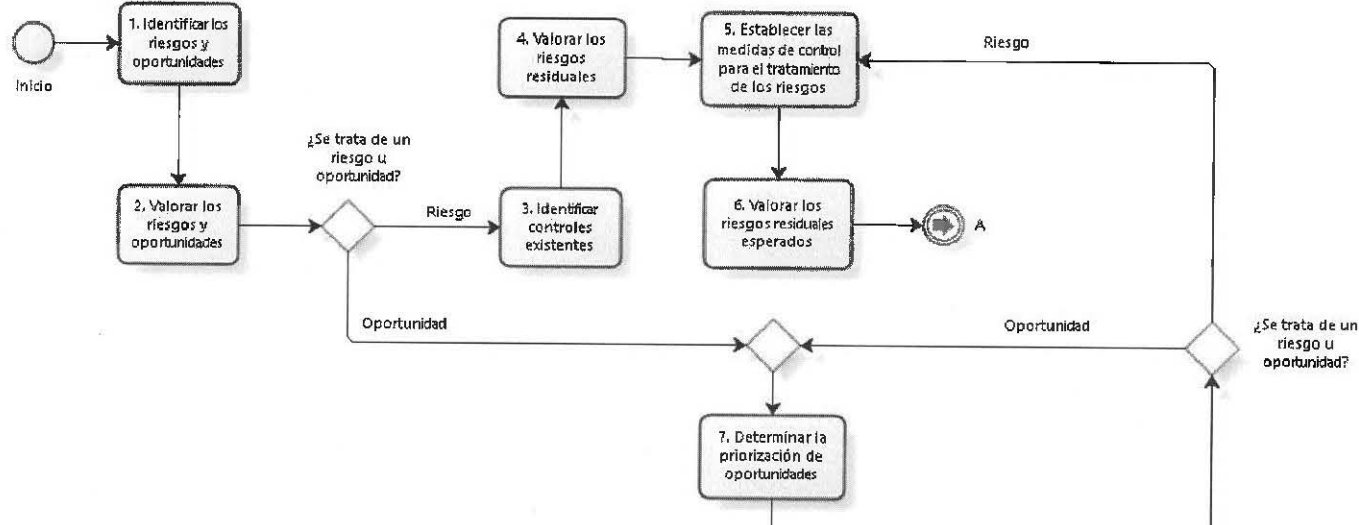 1. Identificar los
riesgos y
oportunidades
Inicio
2. Valorar los
riesgos y
oportunidades
¿Se trata de un
riesgo u
oportunidad?
Riesgo
3. Identificar
controles
existentes
4. Valorar los
riesgos
residuales
5. Establecer las
medidas de control
para el tratamiento
de los riesgos
Riesgo
6. Valorar los
riesgos residuales
esperados
A
Oportunidad
Oportunidad
¿Se trata de un
riesgo u
oportunidad?
7. Determinar la
priorización de
oportunidades